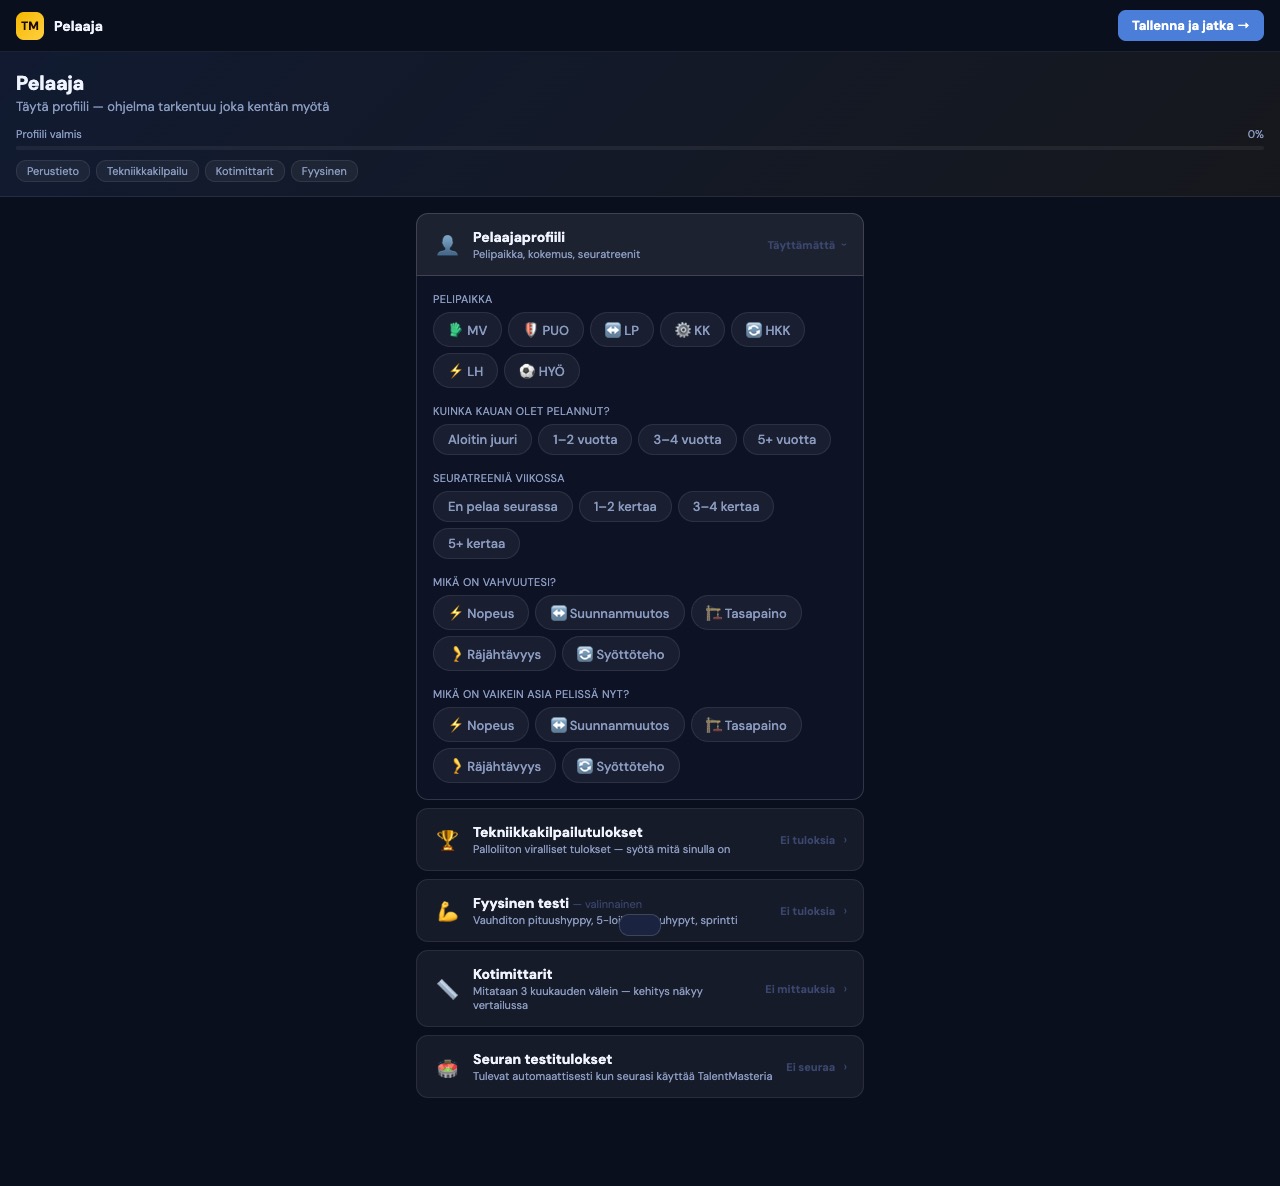 TM Pelaaja
Tallenna ja jatka →
Pelaaja
Täytä profiili — ohjelma tarkentuu joka kentän myötä
Profiili valmis 0%
Perustieto Tekniikkakilpailu Kotimittarit Fyysinen
Pelaajaprofiili
Pelipaikka, kokemus, seuratreenit
Täyttämättä
PELIPAIKKA
MV PUO LP KK HKK
LH HYÖ
KUINKA KAUAN OLET PELANNUT?
Aloitin juuri 1–2 vuotta 3–4 vuotta 5+ vuotta
SEURATREENIÄ VIIKOSSA
En pelaa seurassa 1–2 kertaa 3–4 kertaa
5+ kertaa
MIKÄ ON VAHVUUTESI?
Nopeus Suunnanmuutos Tasapaino
Räjähtävyys Syöttöteho
MIKÄ ON VAIKEIN ASIA PELISSÄ NYT?
Nopeus Suunnanmuutos Tasapaino
Räjähtävyys Syöttöteho
Tekniikkakilpailutulokset
Palloliiton viralliset tulokset — syötä mitä sinulla on
Ei tuloksia ›
Fyysinen testi — valinnainen
Vauhditon pituushyppy, sprintti
Ei tuloksia ›
Kotimittarit
Mitataan 3 kuukauden välein — kehitys näkyy
vertailussa
Ei mittauksia ›
Seuran testitulokset
Tulevat automaattisesti kun seurasi käyttää TalentMasteria
Ei seuraa ›